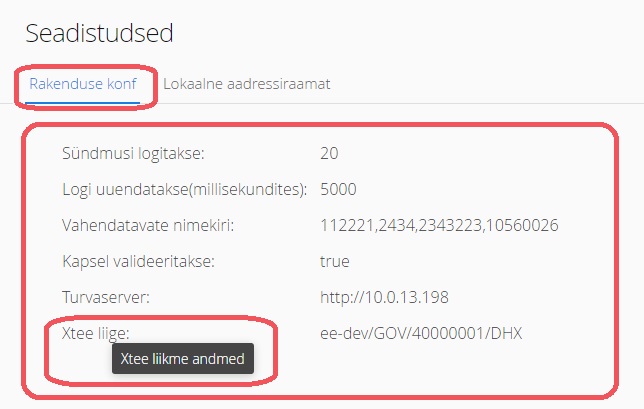 Seadistudsed
Rakenduse konf Lokaalne aadressiraamat
Sündmusi logitakse: 20
Logi uuendatakse(millisekundites): 5000
Vahendatavate nimekiri: 112221,2434,2343223,10560026
Kapsel valideeritakse: true
Turvaserver: http://10.0.13.198
Xtee liige: ee-dev/GOV/40000001/DHX
Xtee liikme andmed